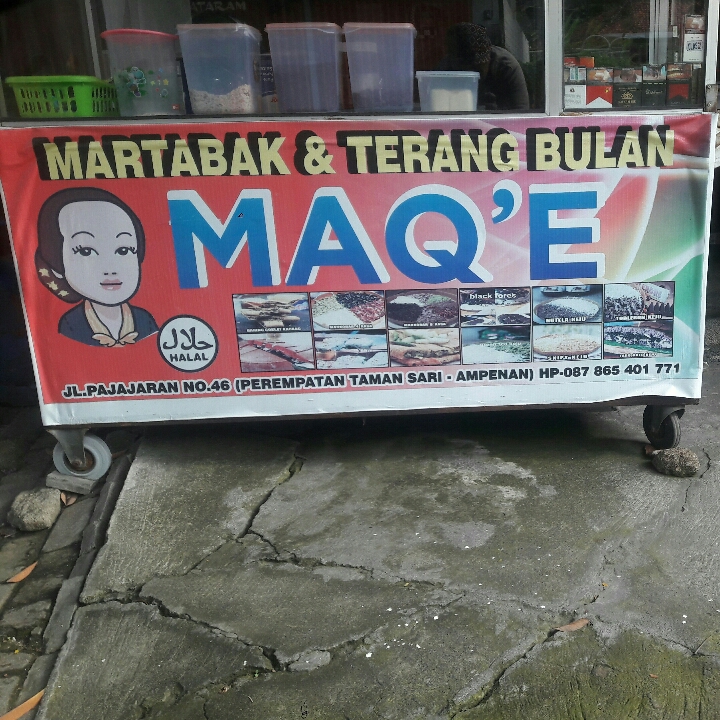 MATARAM
MARTABAK & TERANG BULAN
MAQ'E
black forest
حلال
HALAL
JL.PAJAJARAN NO.46 (PEREMPATAN TAMAN SARI - AMPENAN) HP-087 865 401 771